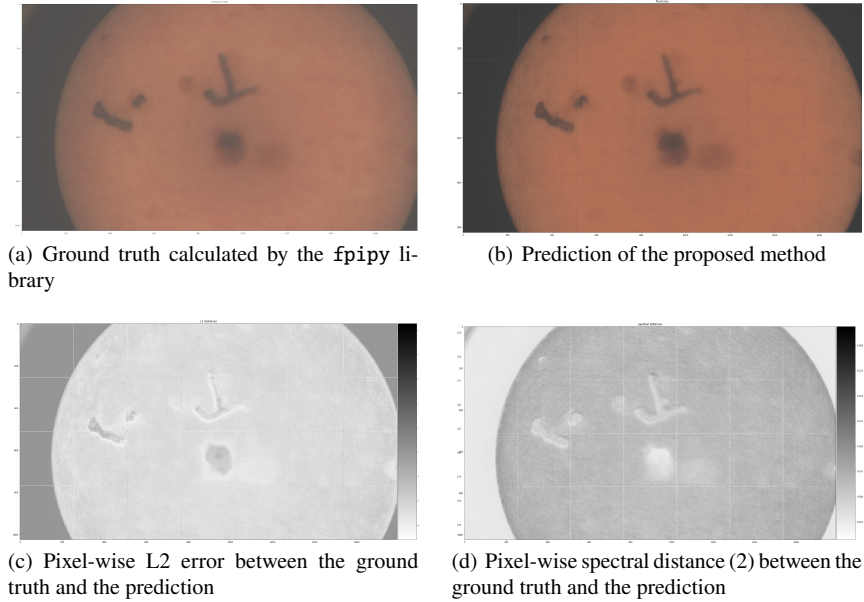 (a) Ground truth calculated by the fpipy li-
brary
(b) Prediction of the proposed method
(c) Pixel-wise L2 error between the ground
truth and the prediction
(d) Pixel-wise spectral distance (2) between the
ground truth and the prediction